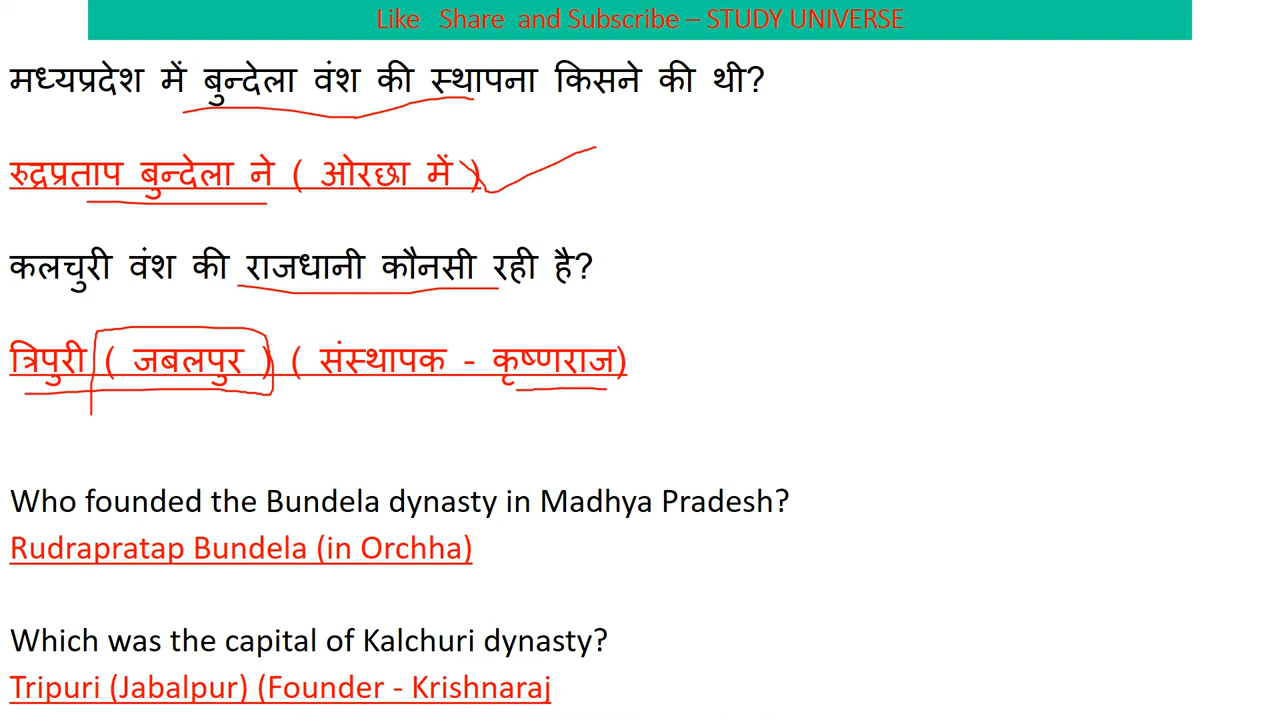 Like Share and Subscribe – STUDY UNIVERSE
मध्यप्रदेश में बुन्देला वंश की स्थापना किसने की थी?
रुद्रप्रताप बुन्देला ने ( ओरछा में )
कलचुरी वंश की राजधानी कौनसी रही है?
त्रिपुरी ( जबलपुर ) ( संस्थापक - कृष्णराज)
Who founded the Bundela dynasty in Madhya Pradesh?
Rudrapratap Bundela (in Orchha)
Which was the capital of Kalchuri dynasty?
Tripuri (Jabalpur) (Founder - Krishnaraj